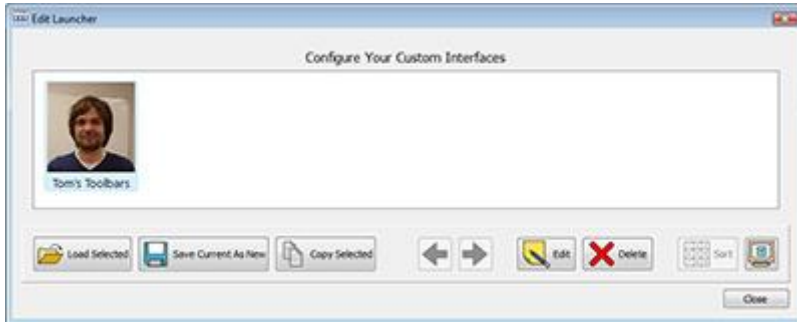 Edit Launcher
Configure Your Custom Interfaces
Tom's Toolbars
Load Selected Save Current As New Copy Selected Edit Delete Sort
Close